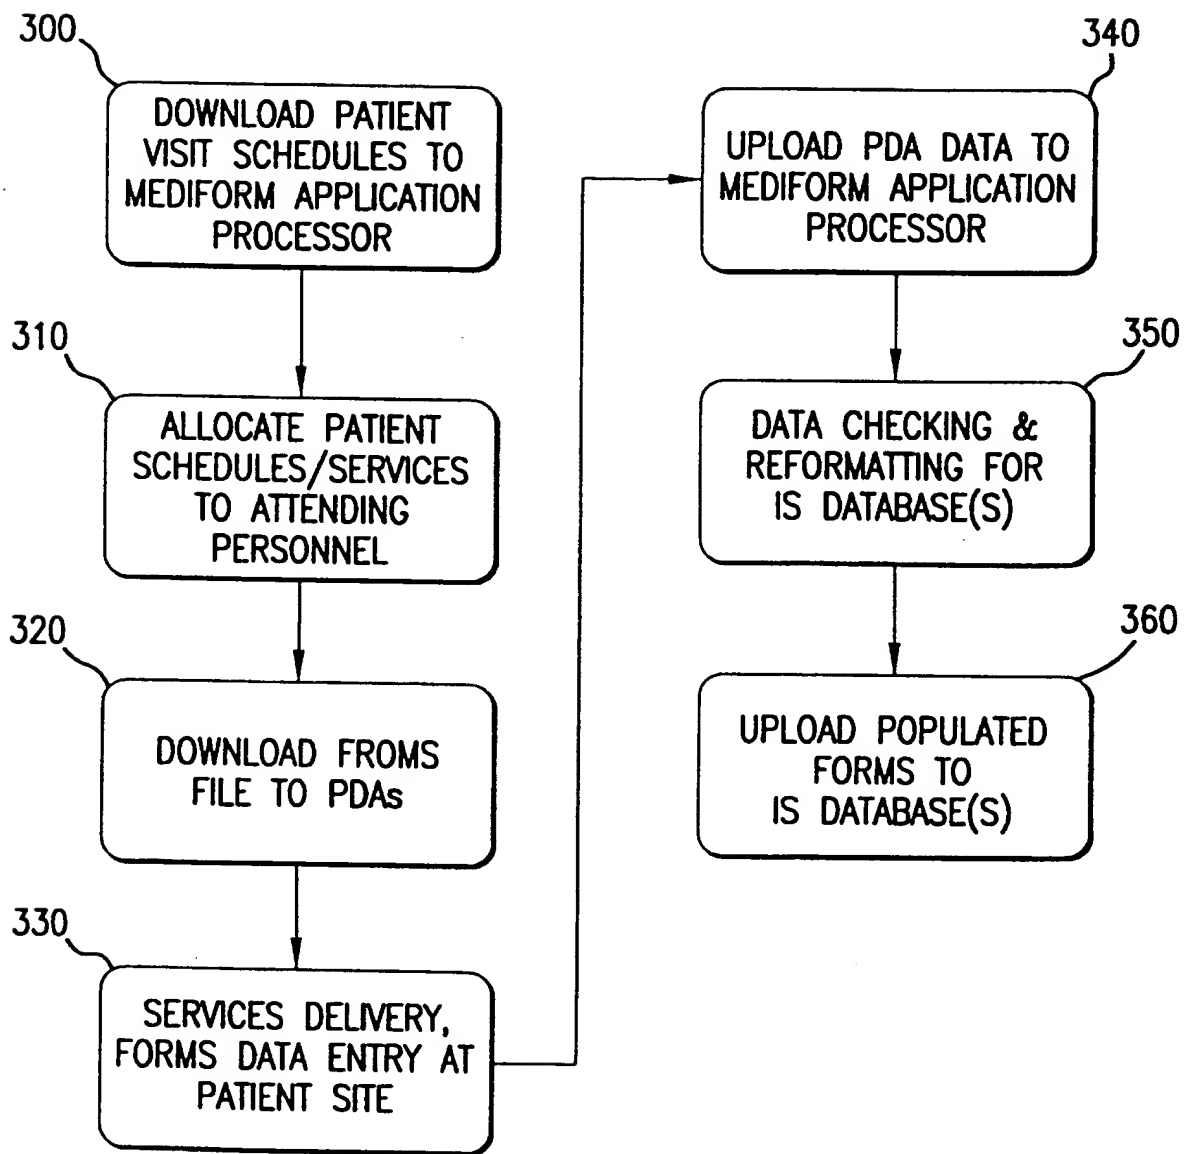 300
DOWNLOAD PATIENT
VISIT SCHEDULES TO
MEDIFORM APPLICATION
PROCESSOR
310
ALLOCATE PATIENT
SCHEDULES/SERVICES
TO ATTENDING
PERSONNEL
320
DOWNLOAD FROMS
FILE TO PDAs
330
SERVICES DELIVERY,
FORMS DATA ENTRY AT
PATIENT SITE
340
UPLOAD PDA DATA TO
MEDIFORM APPLICATION
PROCESSOR
350
DATA CHECKING &
REFORMATTING FOR
IS DATABASE(S)
360
UPLOAD POPULATED
FORMS TO
IS DATABASE(S)